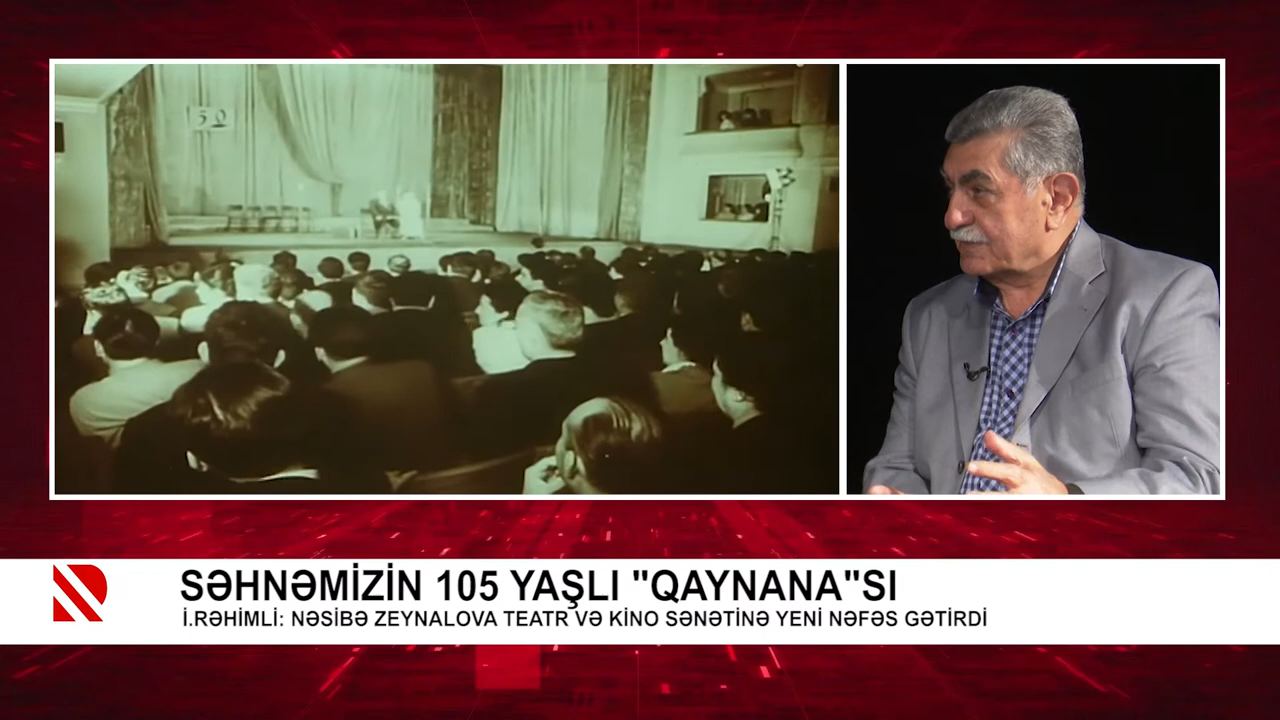 50
SƏHNƏMİZİN 105 YAŞLI "QAYNANA"SI
İ.RƏHİMLİ: NƏSİBƏ ZEYNALOVA TEATR VƏ KİNO SƏNƏTİNƏ YENİ NƏFƏS GƏTİRDİ